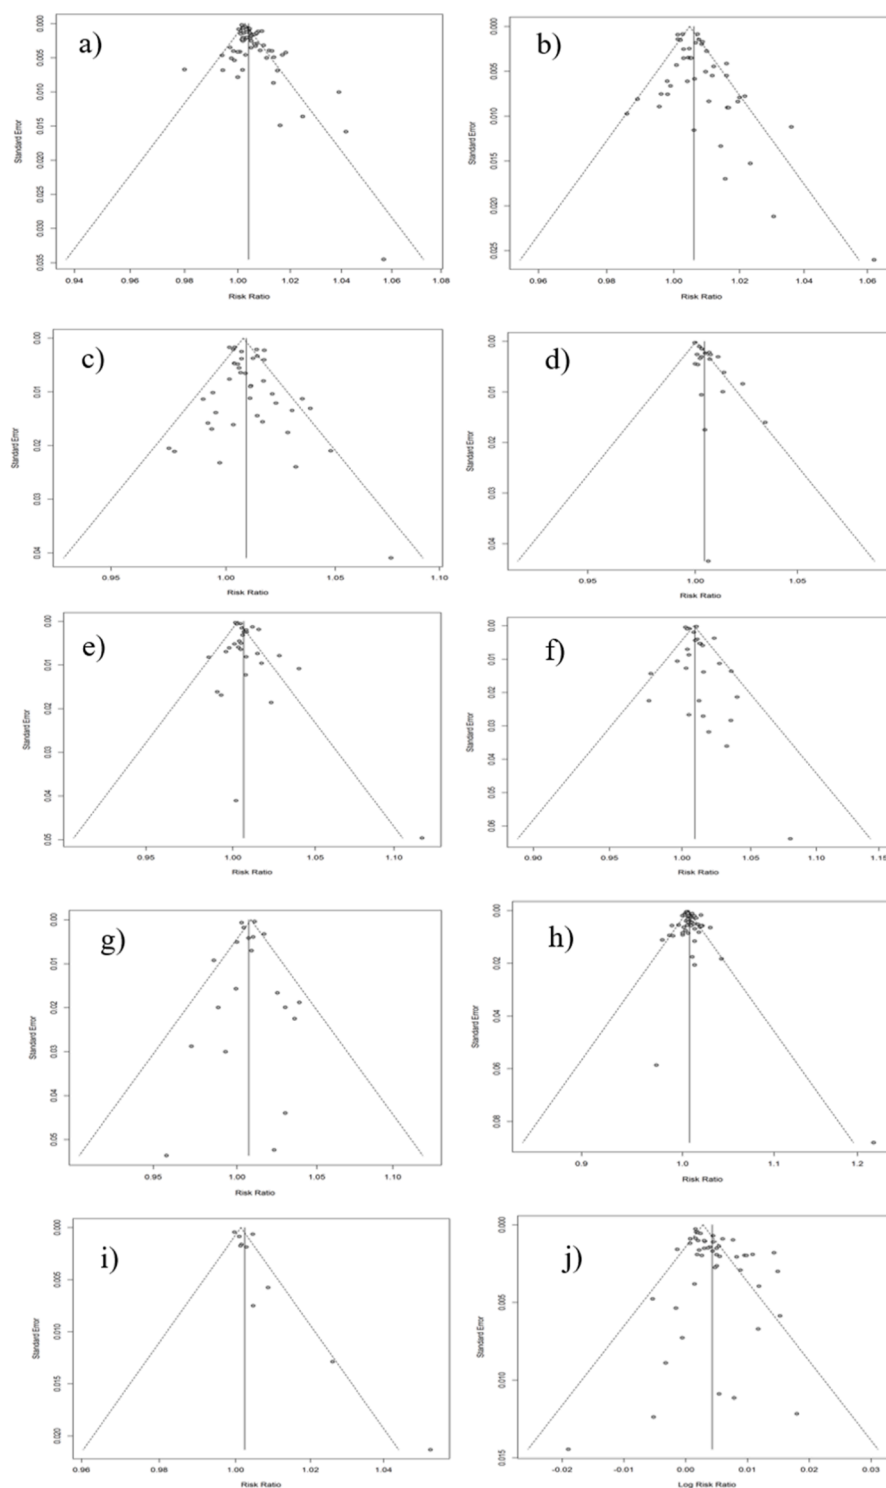 a)
Standard Error
0.000
0.005
0.010
0.015
0.020
0.025
0.030
0.035
0.94 0.96 0.98 1.00 1.02 1.04 1.06 1.08
Risk Ratio
b)
Standard Error
0.000
0.005
0.010
0.015
0.020
0.025
0.96 0.98 1.00 1.02 1.04 1.06
Risk Ratio
c)
Standard Error
0.00
0.01
0.02
0.03
0.04
0.95 1.00 1.05 1.10
Risk Ratio
d)
Standard Error
0.00
0.01
0.02
0.03
0.04
0.95 1.00 1.05
Risk Ratio
e)
Standard Error
0.00
0.01
0.02
0.03
0.04
0.05
0.95 1.00 1.05 1.10
Risk Ratio
f)
Standard Error
0.00
0.01
0.02
0.03
0.04
0.05
0.06
0.90 0.95 1.00 1.05 1.10 1.15
Risk Ratio
g)
Standard Error
0.00
0.01
0.02
0.03
0.04
0.05
0.95 1.00 1.05 1.10
Risk Ratio
h)
Standard Error
0.00
0.02
0.04
0.06
0.08
0.9 1.0 1.1 1.2
Risk Ratio
i)
Standard Error
0.000
0.005
0.010
0.015
0.020
0.96 0.98 1.00 1.02 1.04
Risk Ratio
j)
Standard Error
0.000
0.005
0.010
0.015
-0.02 -0.01 0.00 0.01 0.02 0.03
Log Risk Ratio